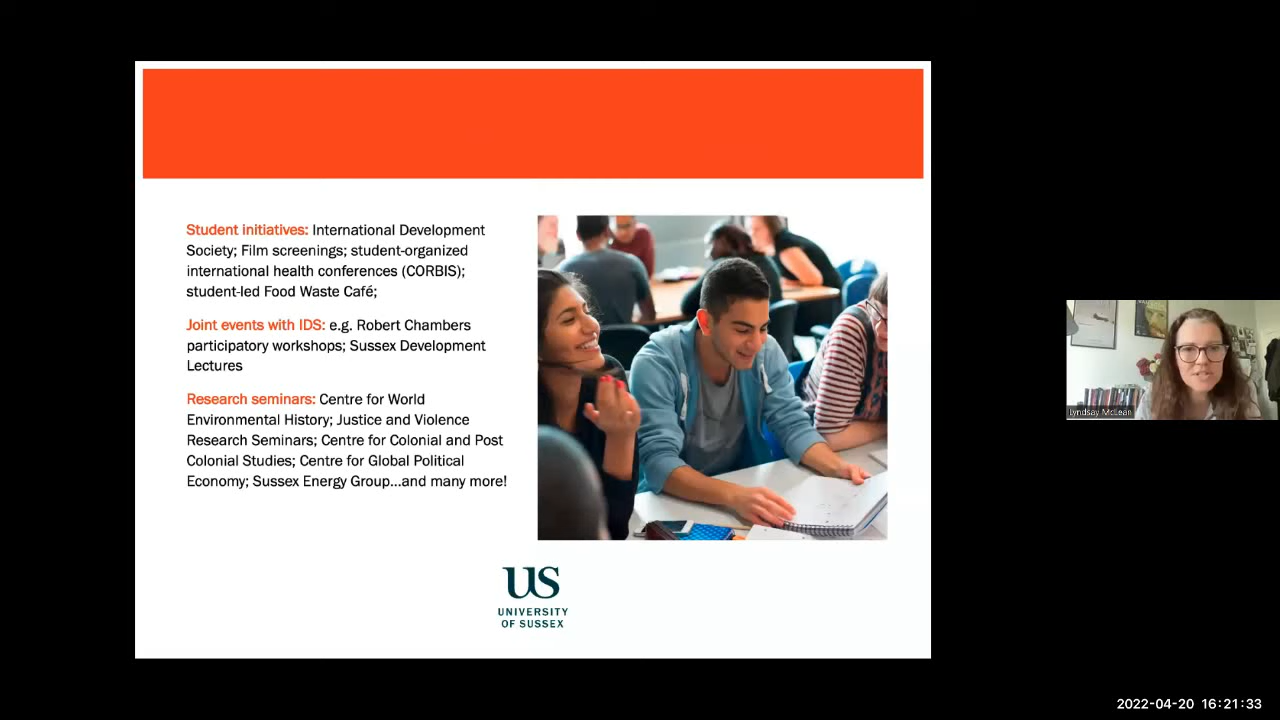 Student initiatives: International Development
Society; Film screenings; student-organized
international health conferences (CORBIS);
student-led Food Waste Café;
Joint events with IDS: e.g. Robert Chambers
participatory workshops; Sussex Development
Lectures
Research seminars: Centre for World
Environmental History; Justice and Violence
Research Seminars; Centre for Colonial and Post
Colonial Studies; Centre for Global Political
Economy; Sussex Energy Group...and many more!
US
UNIVERSITY
OF SUSSEX
Lyndsay McLean
2022-04-20 16:21:33